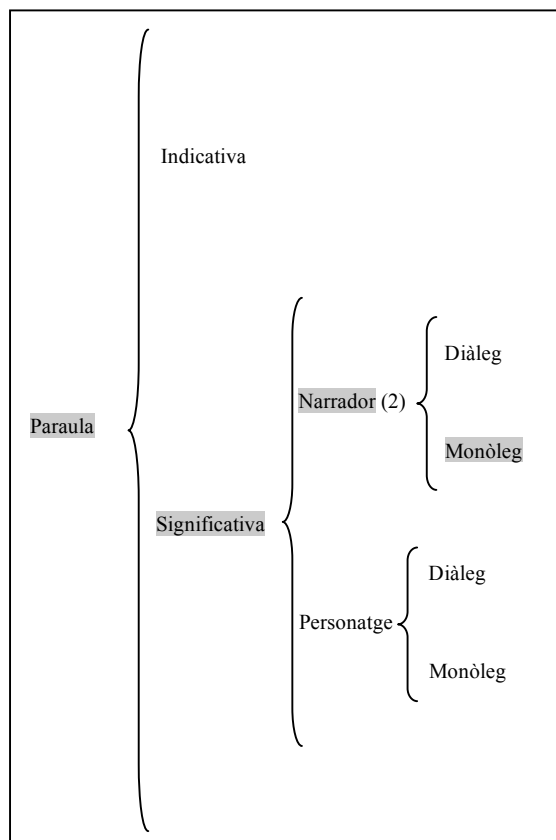 Indicativa
Diàleg
Narrador (2)
Paraula
Monòleg
Significativa
Diàleg
Personatge
Monòleg